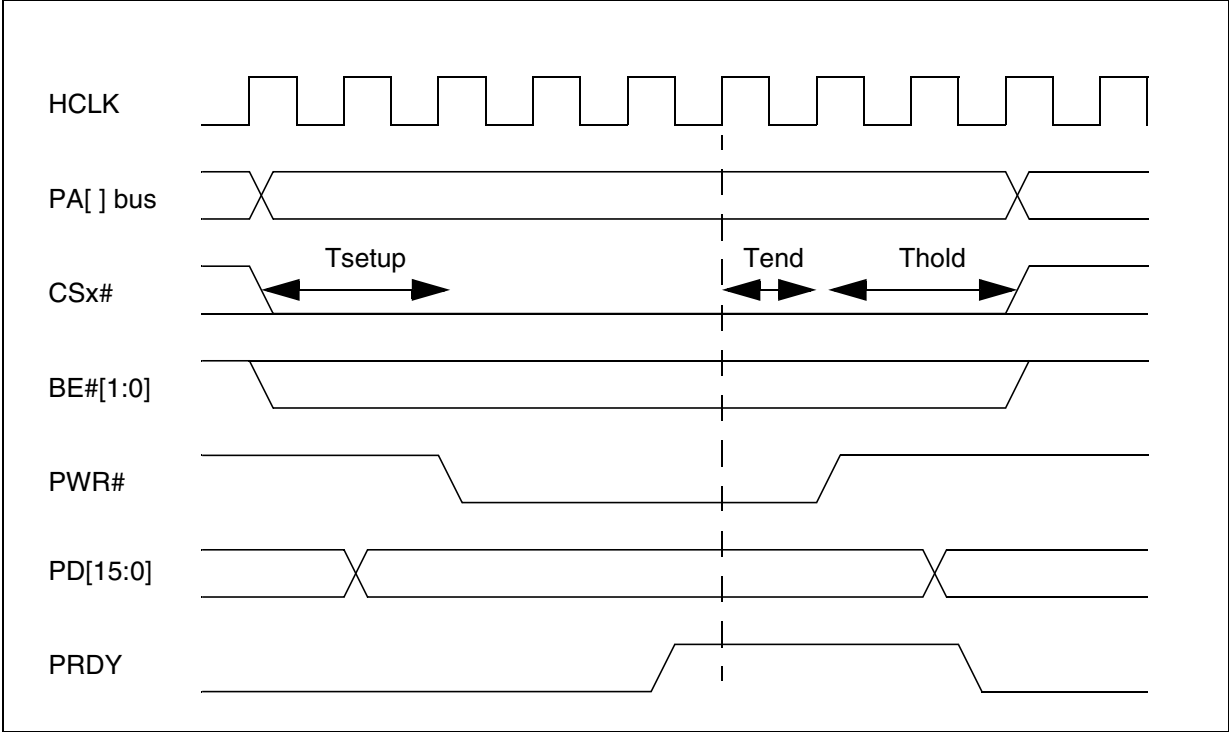 HCLK
PA[ ] bus
Tsetup
Tend
Thold
CSx#
BE#[1:0]
PWR#
PD[15:0]
PRDY